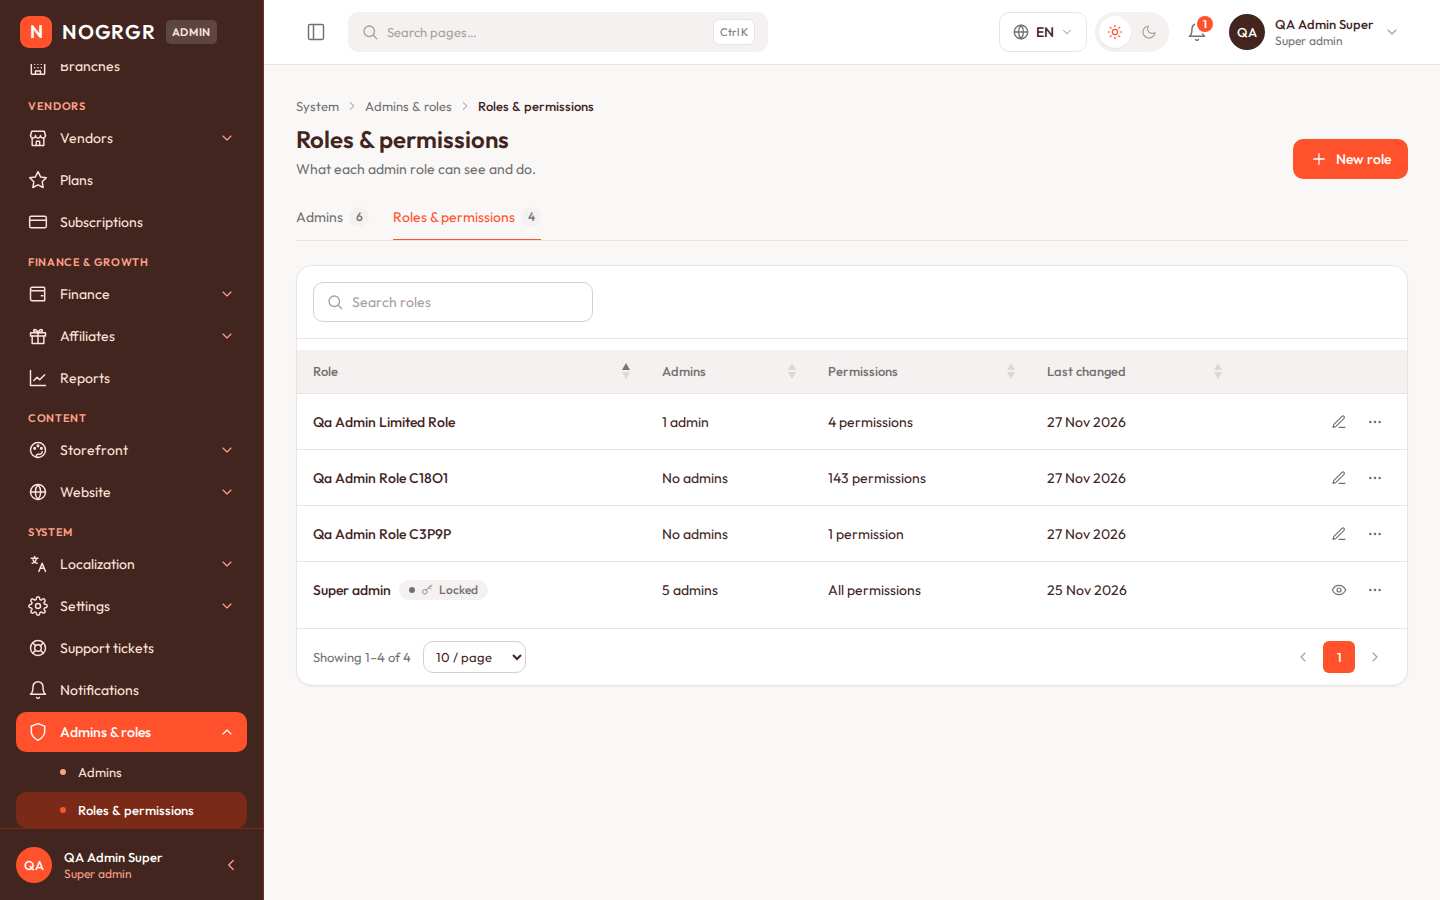 N NOGRGR ADMIN
Branches
VENDORS
Vendors
Plans
Subscriptions
FINANCE & GROWTH
Finance
Affiliates
Reports
CONTENT
Storefront
Website
SYSTEM
Localization
Settings
Support tickets
Notifications
Admins & roles
Admins
Roles & permissions
QA QA Admin Super
Super admin
Search pages... Ctrl K
EN
1
QA QA Admin Super
Super admin
System Admins & roles Roles & permissions
Roles & permissions
What each admin role can see and do.
New role
Admins 6 Roles & permissions 4
Search roles
Role Admins Permissions Last changed
Qa Admin Limited Role 1 admin 4 permissions 27 Nov 2026
Qa Admin Role C18O1 No admins 143 permissions 27 Nov 2026
Qa Admin Role C3P9P No admins 1 permission 27 Nov 2026
Super admin Locked 5 admins All permissions 25 Nov 2026
Showing 1–4 of 4 10 / page 1